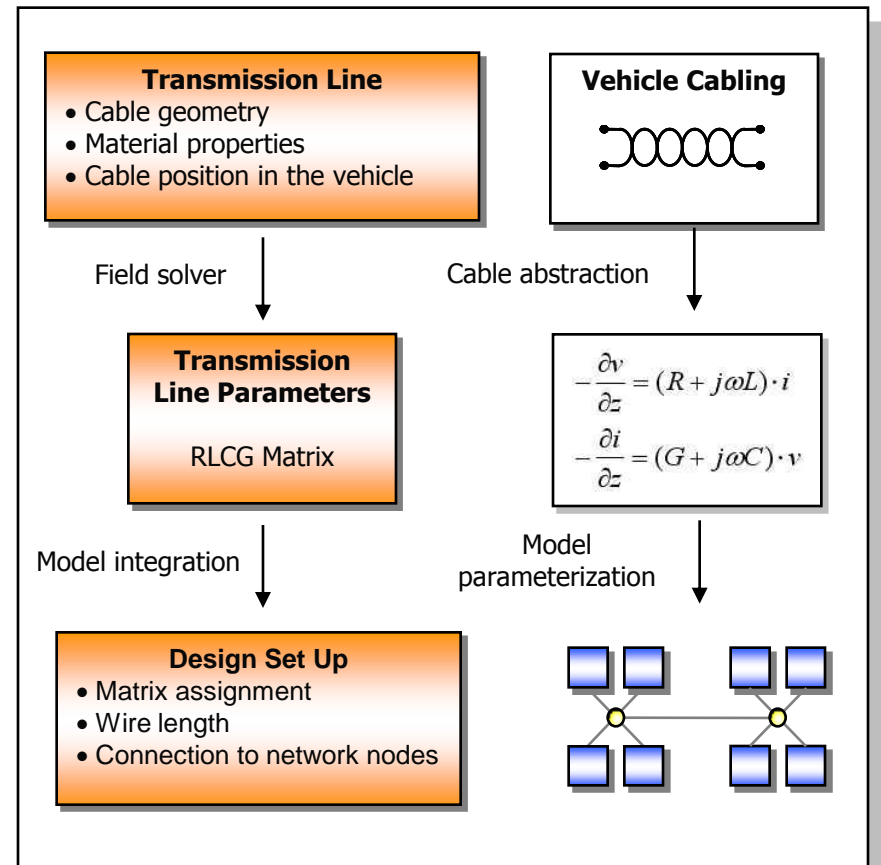 Transmission Line
• Cable geometry
• Material properties
• Cable position in the vehicle
Field solver
Transmission
Line Parameters
RLCG Matrix
Model integration
Design Set Up
• Matrix assignment
• Wire length
• Connection to network nodes
Vehicle Cabling
Cable abstraction
−∂v/∂z = (R + jωL)·i
−∂i/∂z = (G + jωC)·v
Model
parameterization